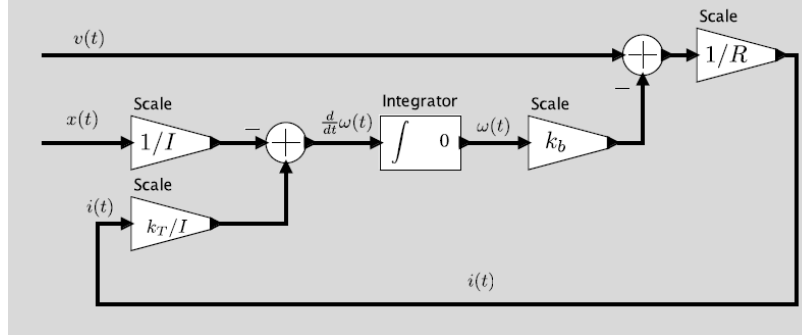 Scale
v(t)
1/R
Scale
Integrator
Scale
x(t)
1/I
−
d/dt ω(t)
∫ 0
ω(t)
k_b
−
Scale
i(t)
k_T/I
i(t)